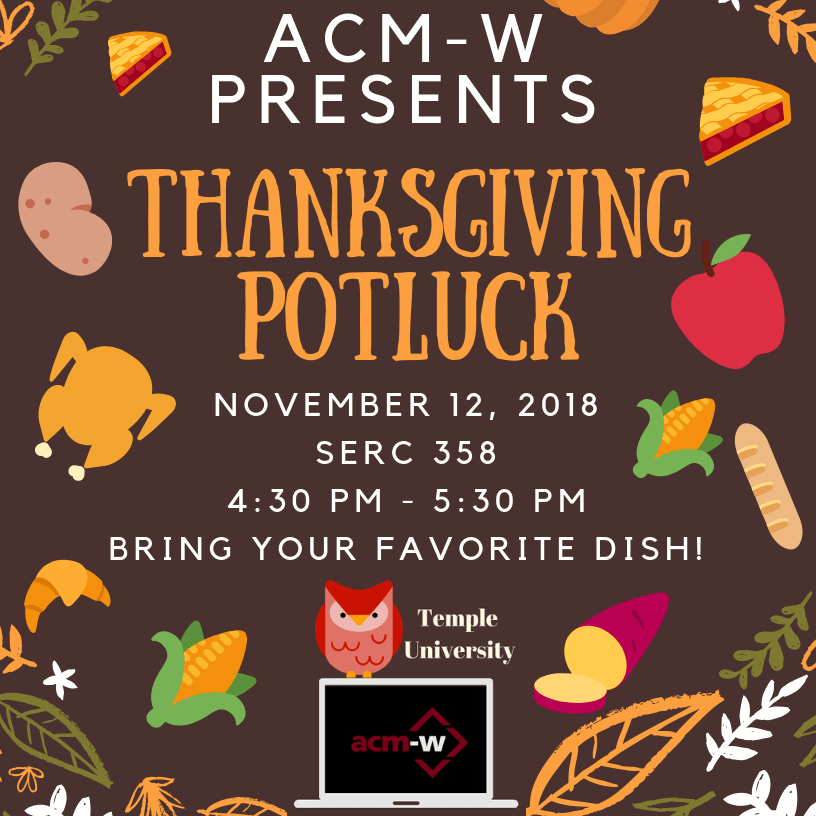 ACM-W
PRESENTS
THANKSGIVING
POTLUCK
NOVEMBER 12, 2018
SERC 358
4:30 PM - 5:30 PM
BRING YOUR FAVORITE DISH!
Temple
University
acm-w